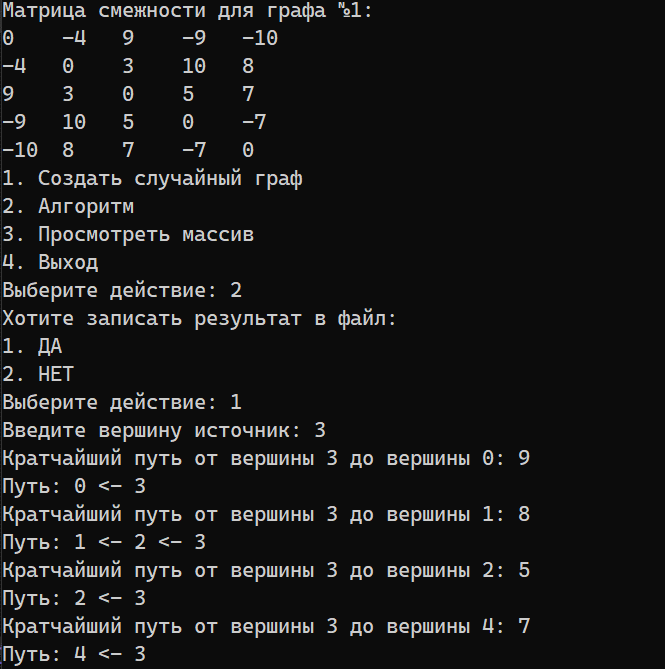 Матрица смежности для графа №1:
0 -4 9 -9 -10
-4 0 3 10 8
9 3 0 5 7
-9 10 5 0 -7
-10 8 7 -7 0
1. Создать случайный граф
2. Алгоритм
3. Просмотреть массив
4. Выход
Выберите действие: 2
Хотите записать результат в файл:
1. ДА
2. НЕТ
Выберите действие: 1
Введите вершину источник: 3
Кратчайший путь от вершины 3 до вершины 0: 9
Путь: 0 <- 3
Кратчайший путь от вершины 3 до вершины 1: 8
Путь: 1 <- 2 <- 3
Кратчайший путь от вершины 3 до вершины 2: 5
Путь: 2 <- 3
Кратчайший путь от вершины 3 до вершины 4: 7
Путь: 4 <- 3